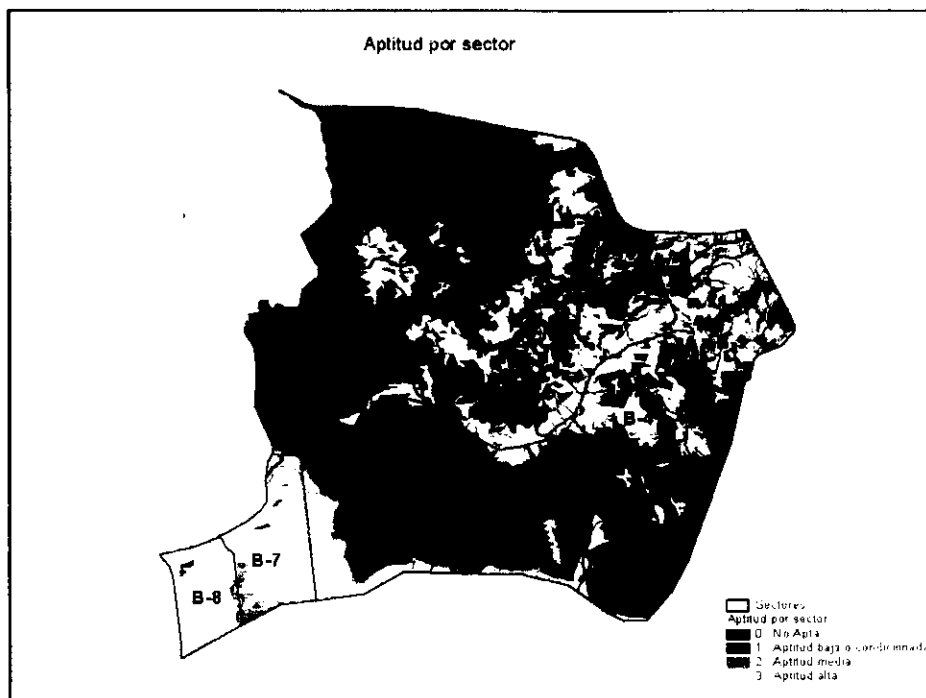 Aptitud por sector
B
B-7
B-8
Sectores
Aptitud por sector
0 No Apta
1 Aptitud baja o condicionada
2 Aptitud media
3 Aptitud alta